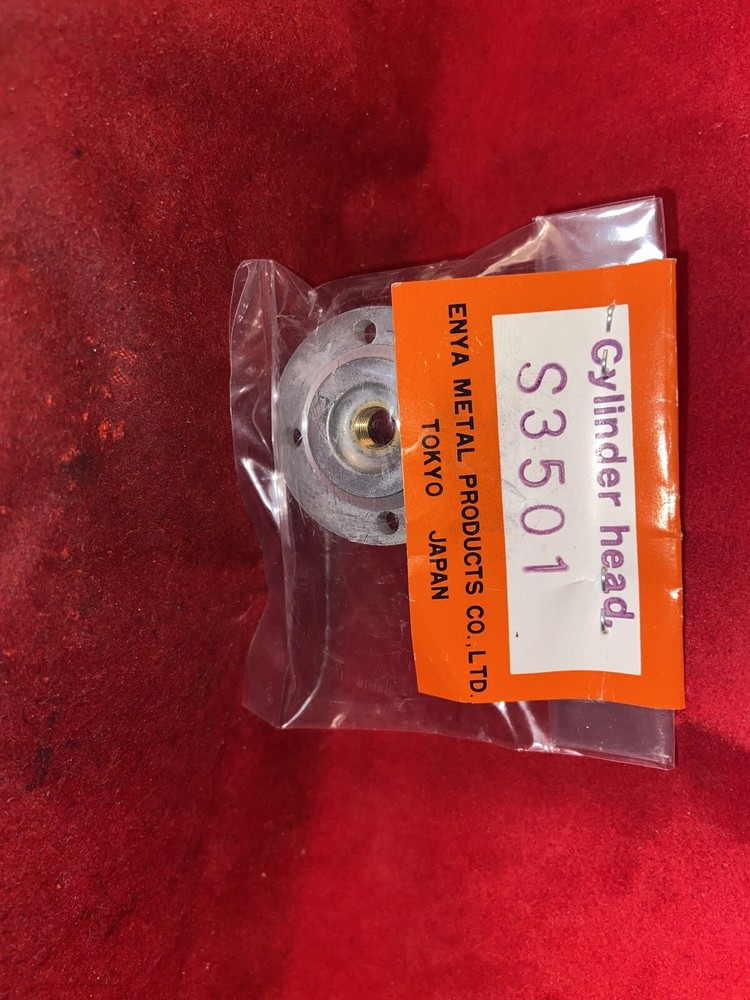 Cylinder head,
S3501
ENYA METAL PRODUCTS CO., LTD.
TOKYO JAPAN